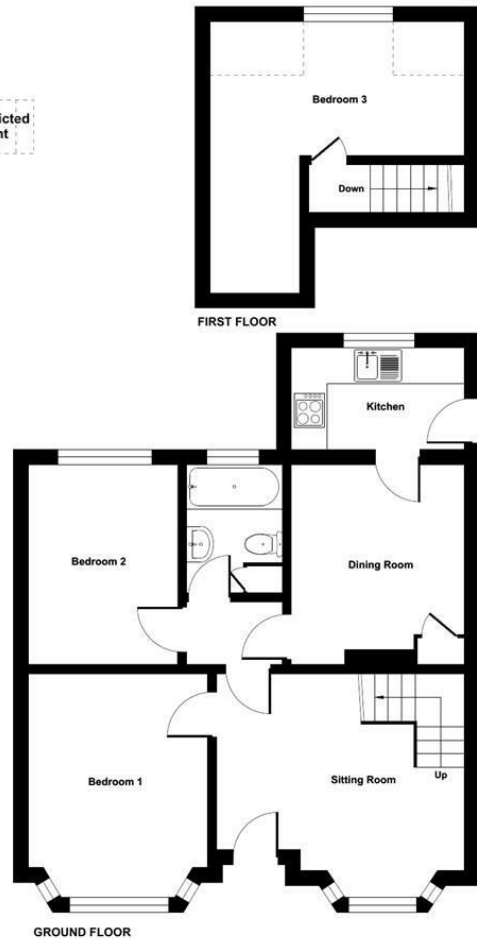 Bedroom 3
Down
FIRST FLOOR
Kitchen
Bedroom 2
Dining Room
Bedroom 1
Sitting Room
Up
GROUND FLOOR